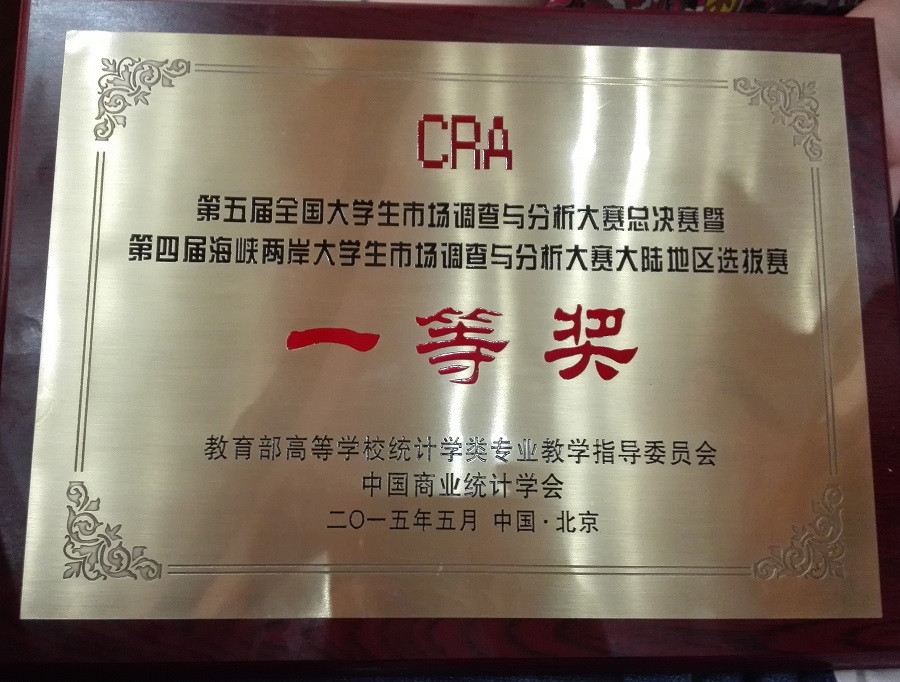 CRA
第五届全国大学生市场调查与分析大赛总决赛暨
第四届海峡两岸大学生市场调查与分析大赛大陆地区选拔赛
一等奖
教育部高等学校统计学类专业教学指导委员会
中国商业统计学会
二〇一五年五月 中国·北京